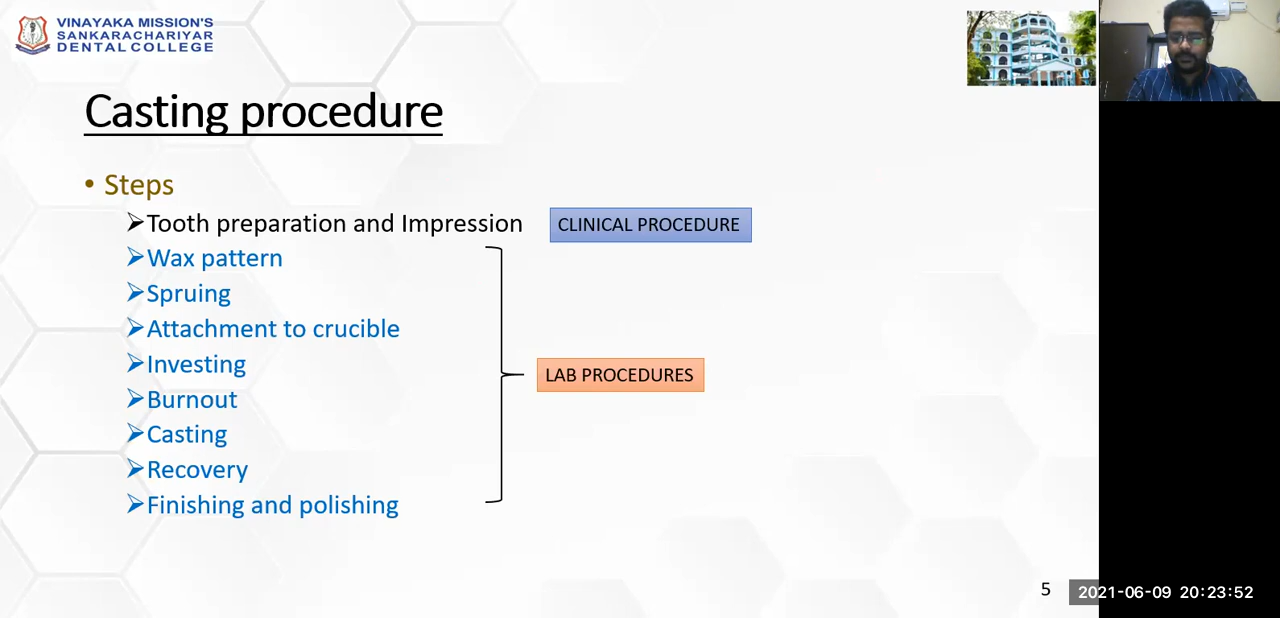 VINAYAKA MISSION'S
SANKARACHARIYAR
DENTAL COLLEGE
Casting procedure
• Steps
➢Tooth preparation and Impression
CLINICAL PROCEDURE
➢Wax pattern
➢Spruing
➢Attachment to crucible
➢Investing
➢Burnout
➢Casting
➢Recovery
➢Finishing and polishing
LAB PROCEDURES
5
2021-06-09 20:23:52